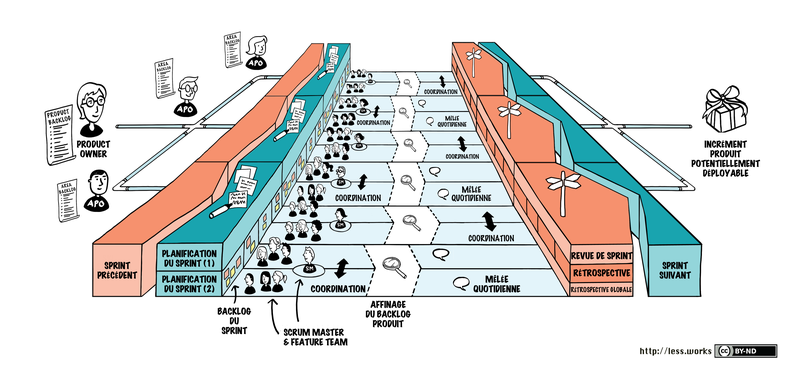 AREA
BACKLOG
APO
AREA
BACKLOG
APO
PRODUCT
BACKLOG
PRODUCT
OWNER
AREA
BACKLOG
APO
SPRINT
PRÉCÉDENT
PLANIFICATION
DU SPRINT (1)
PLANIFICATION
DU SPRINT (2)
BACKLOG
DU
SPRINT
SM
SCRUM MASTER
& FEATURE TEAM
COORDINATION
COORDINATION
COORDINATION
AFFINAGE
DU BACKLOG
PRODUIT
COORDINATION
MÊLÉE
QUOTIDIENNE
COORDINATION
MÊLÉE
QUOTIDIENNE
COORDINATION
MÊLÉE
QUOTIDIENNE
REVUE DE SPRINT
RÉTROSPECTIVE
RÉTROSPECTIVE GLOBALE
SPRINT
SUIVANT
INCRÉMENT
PRODUIT
POTENTIELLEMENT
DÉPLOYABLE
http://less.works
cc BY-ND